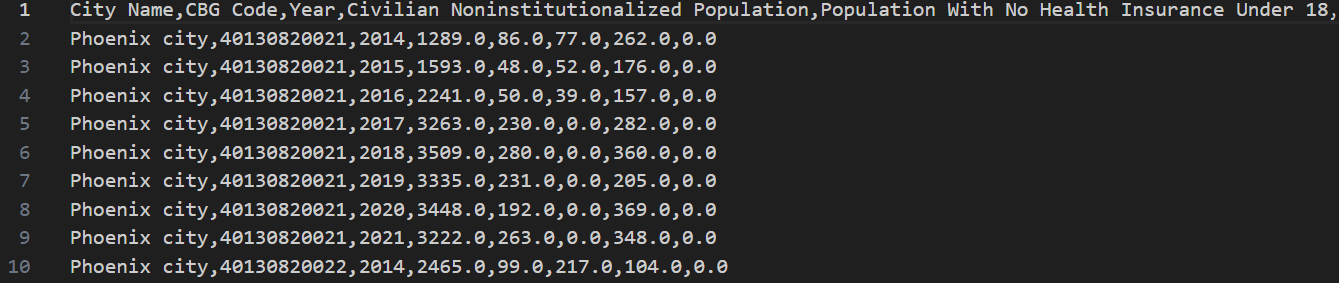 1 City Name,CBG Code,Year,Civilian Noninstitutionalized Population,Population With No Health Insurance Under 18,
2 Phoenix city,40130820021,2014,1289.0,86.0,77.0,262.0,0.0
3 Phoenix city,40130820021,2015,1593.0,48.0,52.0,176.0,0.0
4 Phoenix city,40130820021,2016,2241.0,50.0,39.0,157.0,0.0
5 Phoenix city,40130820021,2017,3263.0,230.0,0.0,282.0,0.0
6 Phoenix city,40130820021,2018,3509.0,280.0,0.0,360.0,0.0
7 Phoenix city,40130820021,2019,3335.0,231.0,0.0,205.0,0.0
8 Phoenix city,40130820021,2020,3448.0,192.0,0.0,369.0,0.0
9 Phoenix city,40130820021,2021,3222.0,263.0,0.0,348.0,0.0
10 Phoenix city,40130820022,2014,2465.0,99.0,217.0,104.0,0.0